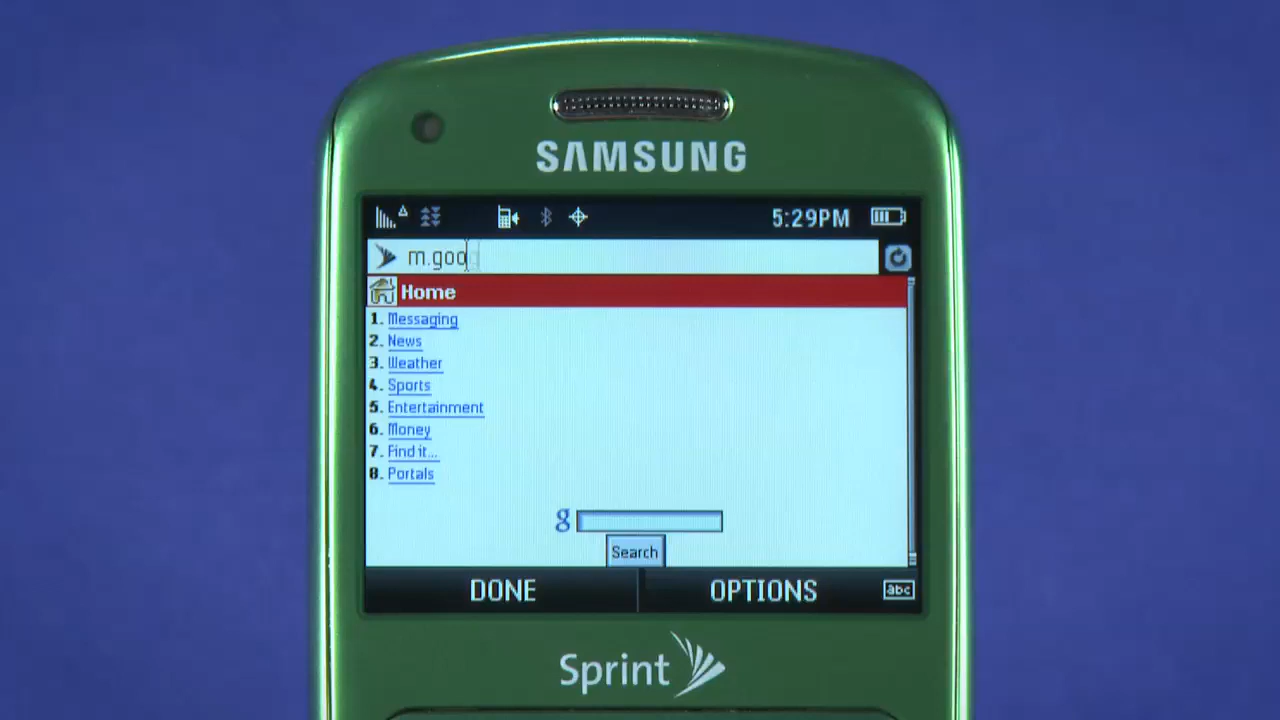 SAMSUNG
5:29PM
m.goo
Home
1. Messaging
2. News
3. Weather
4. Sports
5. Entertainment
6. Money
7. Find it...
8. Portals
g
Search
DONE OPTIONS abc
Sprint